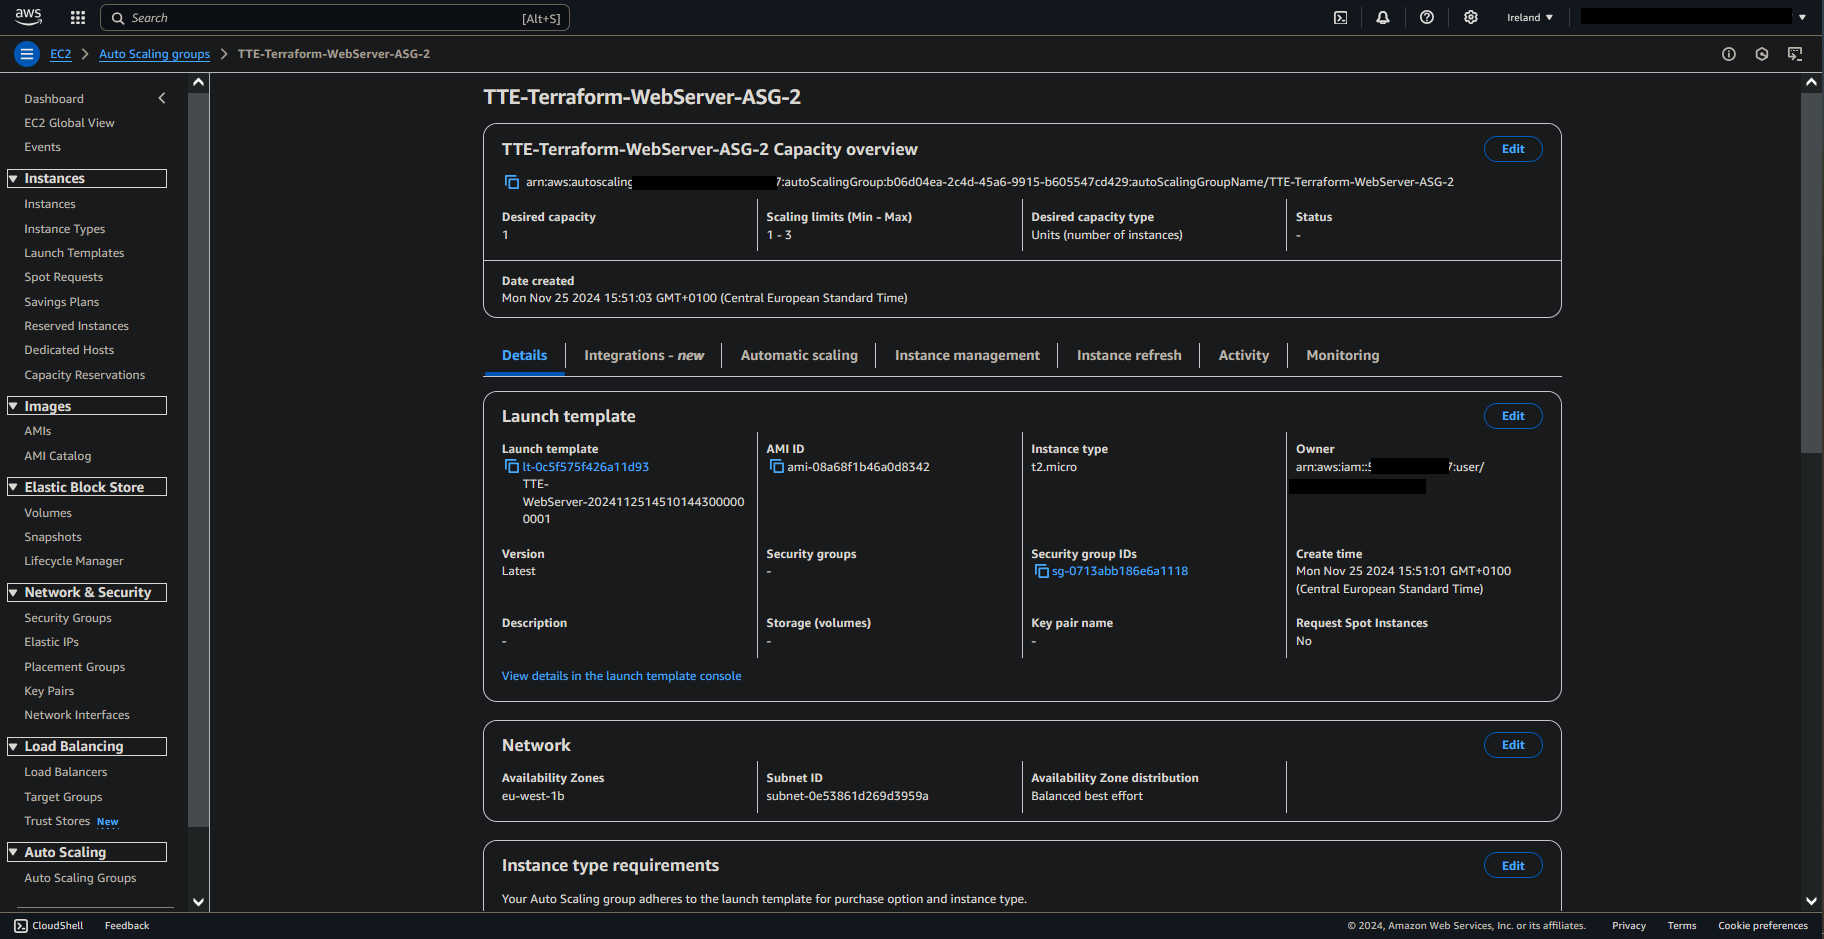 aws
Search
[Alt+S]
Ireland
EC2
Auto Scaling groups
TTE-Terraform-WebServer-ASG-2
Dashboard
EC2 Global View
Events
Instances
Instances
Instance Types
Launch Templates
Spot Requests
Savings Plans
Reserved Instances
Dedicated Hosts
Capacity Reservations
Images
AMIs
AMI Catalog
Elastic Block Store
Volumes
Snapshots
Lifecycle Manager
Network & Security
Security Groups
Elastic IPs
Placement Groups
Key Pairs
Network Interfaces
Load Balancing
Load Balancers
Target Groups
Trust Stores New
Auto Scaling
Auto Scaling Groups
TTE-Terraform-WebServer-ASG-2
TTE-Terraform-WebServer-ASG-2 Capacity overview
Edit
arn:aws:autoscaling 7:autoScalingGroup:b06d04ea-2c4d-45a6-9915-b605547cd429:autoScalingGroupName/TTE-Terraform-WebServer-ASG-2
Desired capacity
1
Scaling limits (Min - Max)
1 - 3
Desired capacity type
Units (number of instances)
Status
-
Date created
Mon Nov 25 2024 15:51:03 GMT+0100 (Central European Standard Time)
Details
Integrations - new
Automatic scaling
Instance management
Instance refresh
Activity
Monitoring
Launch template
Edit
Launch template
lt-0c5f575f426a11d93
TTE-
WebServer-2024112514510144300000
0001
AMI ID
ami-08a68f1b46a0d8342
Instance type
t2.micro
Owner
arn:aws:iam::5 7:user/
Version
Latest
Security groups
-
Security group IDs
sg-0713abb186e6a1118
Create time
Mon Nov 25 2024 15:51:01 GMT+0100
(Central European Standard Time)
Description
-
Storage (volumes)
-
Key pair name
-
Request Spot Instances
No
View details in the launch template console
Network
Edit
Availability Zones
eu-west-1b
Subnet ID
subnet-0e53861d269d3959a
Availability Zone distribution
Balanced best effort
Instance type requirements
Edit
Your Auto Scaling group adheres to the launch template for purchase option and instance type.
CloudShell
Feedback
© 2024, Amazon Web Services, Inc. or its affiliates.
Privacy
Terms
Cookie preferences